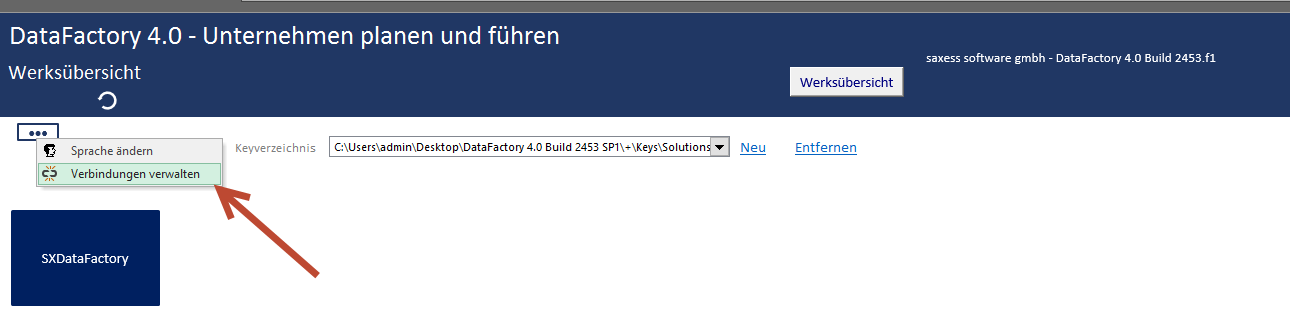 DataFactory 4.0 - Unternehmen planen und führen
saxess software gmbh - DataFactory 4.0 Build 2453.f1
Werksübersicht
Werksübersicht
•••
Sprache ändern
Keyverzeichnis C:\Users\admin\Desktop\DataFactory 4.0 Build 2453 SP1\+\Keys\Solutions Neu Entfernen
Verbindungen verwalten
SXDataFactory